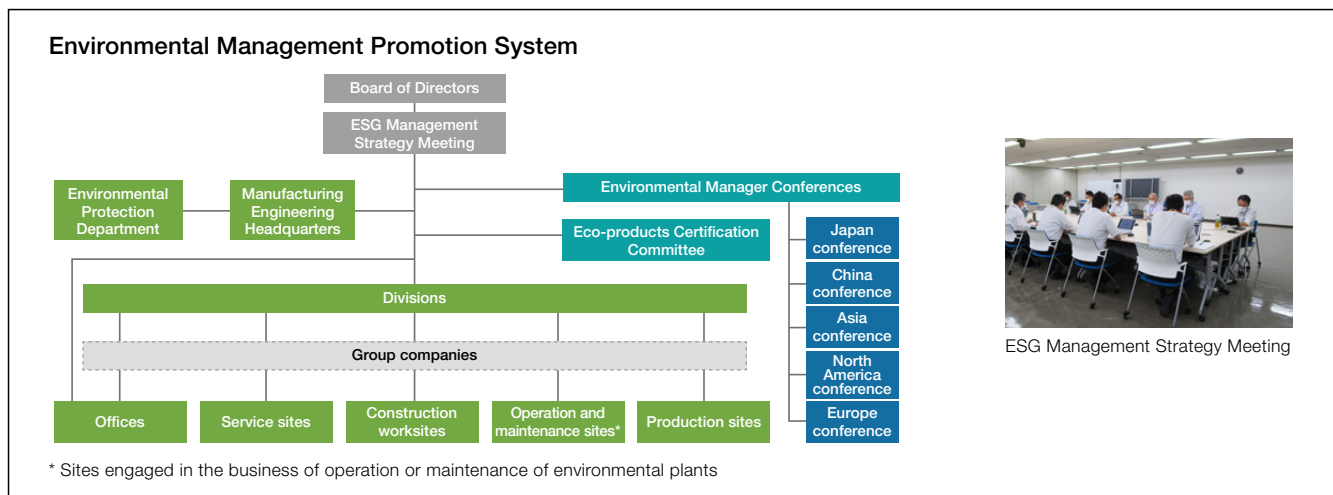 Environmental Management Promotion System
Board of Directors
ESG Management
Strategy Meeting
Environmental
Protection
Department
Manufacturing
Engineering
Headquarters
Environmental Manager Conferences
Eco-products Certification
Committee
Japan
conference
China
conference
Asia
conference
North
America
conference
Europe
conference
Divisions
Group companies
Offices
Service sites
Construction
worksites
Operation and
maintenance sites*
Production sites
* Sites engaged in the business of operation or maintenance of environmental plants
ESG Management Strategy Meeting